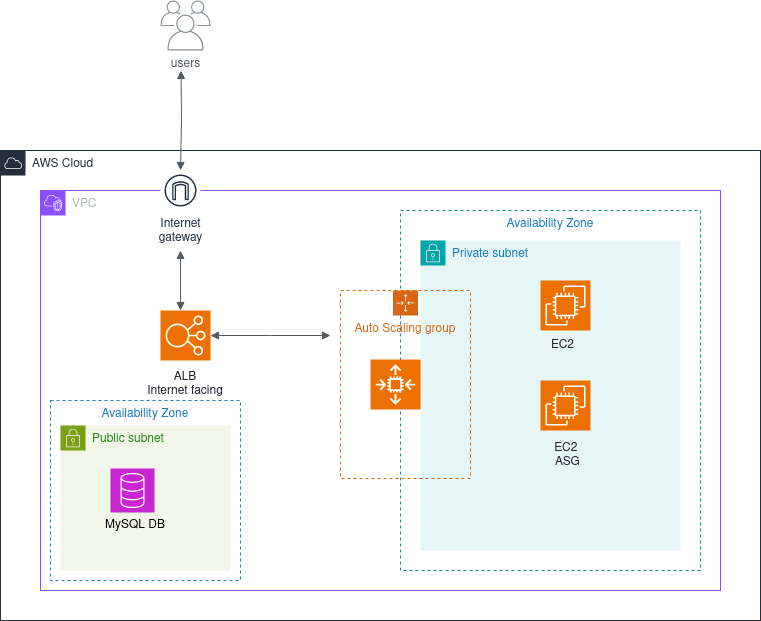 users
AWS Cloud
VPC
Internet
gateway
Availability Zone
Private subnet
EC2
Auto Scaling group
ALB
Internet facing
Availability Zone
Public subnet
MySQL DB
EC2
ASG